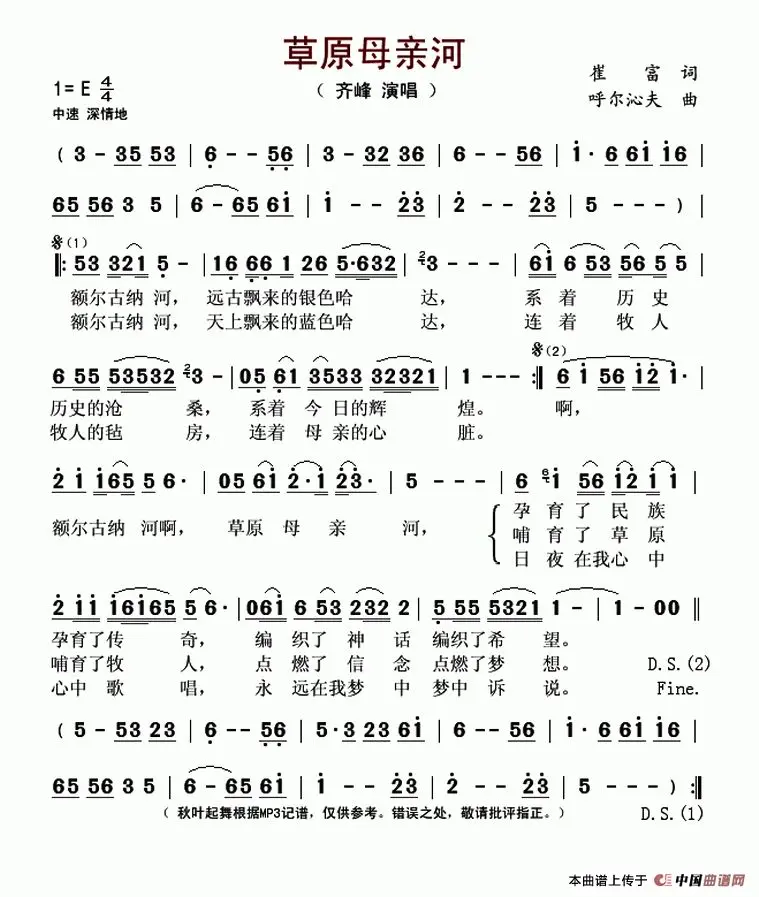 草原母亲河
1= E 4/4
（ 齐峰 演唱 ）
崔 富 词
中速 深情地
呼尔沁夫 曲
( 3 - 35 53 | 6 - - 56 | 3 - 32 36 | 6 - - 56 | i · 6 6i i6 |
65 56 3 5 | 6 - 65 6i | i - - 23 | 2 - - 23 | 5 - - - ) |
𝄋(1)
‖: 53 321 5 - | 16 66 1 26 5·632 | 2 3 - - - | 6i 6 53 56 5 5 |
额尔古纳 河， 远古飘来的银色哈 达， 系 着 历 史
额尔古纳 河， 天上飘来的蓝色哈 达， 连 着 牧 人
𝄋(2)
6 55 53532 2 3 - | 05 61 3533 32321 | 1 - - - :‖ 6 i 56 i2 i · |
历史的沧 桑， 系着 今 日的辉 煌。 啊，
牧人的毡 房， 连着 母 亲的心 脏。
2 i i65 5 6 · | 05 6i 2·i 23 · | 5 - - - | 6 6 i 56 i2 i i |
额尔古纳 河啊， 草原 母 亲 河，
孕 育 了 民 族
哺 育 了 草 原
日 夜 在我 心 中
2 ii i6i65 5 6 · | 06i 6 53 232 2 | 5 55 5321 1 - | 1 - 00 ‖
孕育了传 奇， 编 织了 神 话 编织了希 望。
哺育了牧 人， 点 燃了 信 念 点燃了梦 想。 D.S.(2)
心中 歌 唱， 永 远在我梦 中 梦中 诉 说。 Fine.
( 5 - 53 23 | 6 - - 56 | 5·3 23 6i | 6 - - 56 | i · 6 6i i6 |
65 56 3 5 | 6 - 65 6i | i - - 23 | 2 - - 23 | 5 - - - ) :‖
（ 秋叶起舞根据MP3记谱，仅供参考。错误之处，敬请批评指正。） D.S.(1)
本曲谱上传于 中国曲谱网